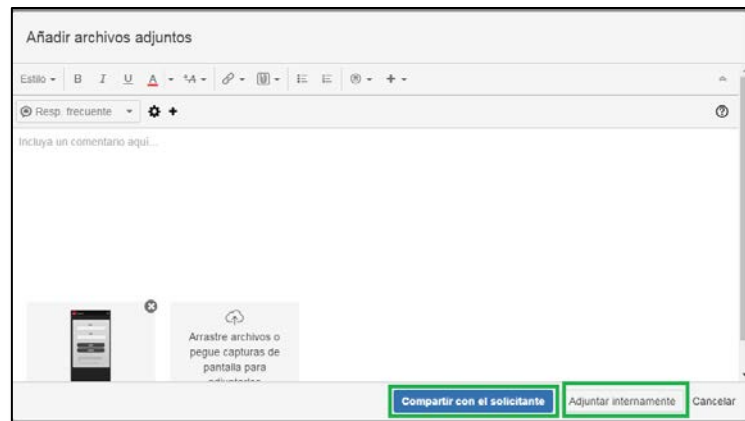 Añadir archivos adjuntos
Estilo B I U A A
Resp. frecuente
Incluya un comentario aquí...
Arrastre archivos o
pegue capturas de
pantalla para
adjuntarlos
Compartir con el solicitante Adjuntar internamente Cancelar